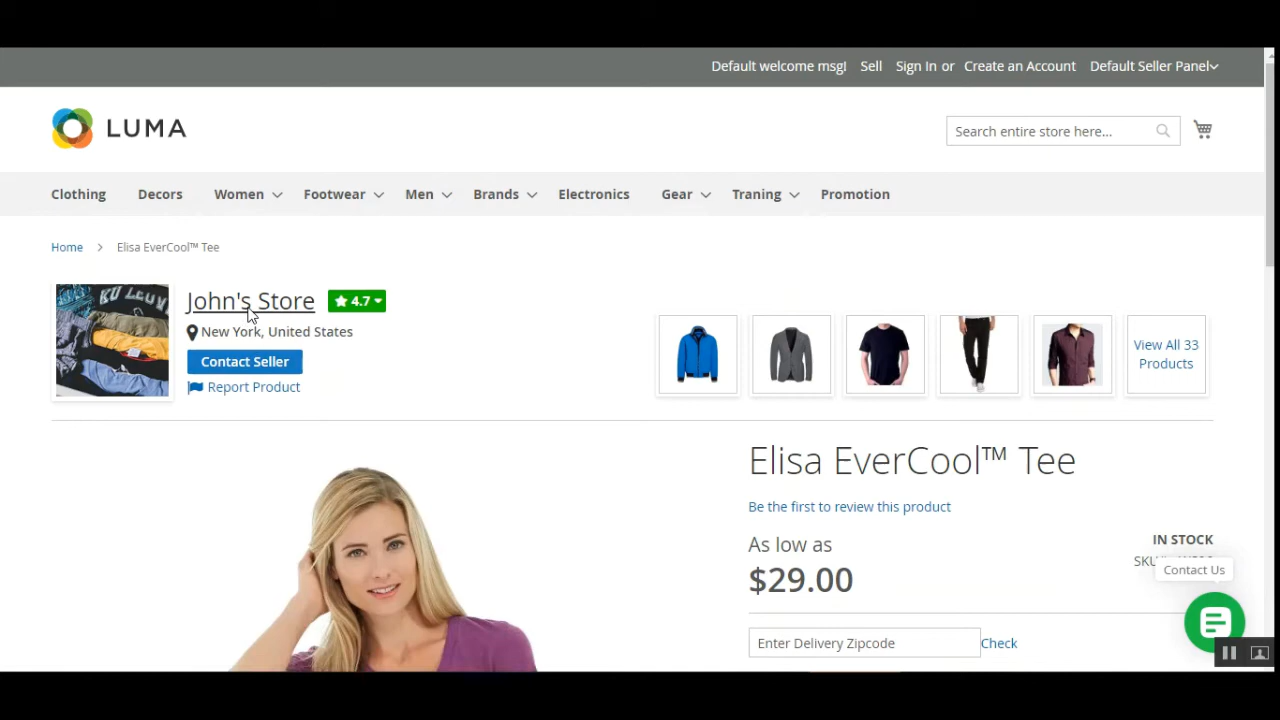 Default welcome msg! Sell Sign In or Create an Account Default Seller Panel
LUMA
Search entire store here...
Clothing Decors Women Footwear Men Brands Electronics Gear Traning Promotion
Home Elisa EverCool™ Tee
John's Store 4.7
New York, United States
Contact Seller
Report Product
View All 33
Products
Elisa EverCool™ Tee
Be the first to review this product
As low as
$29.00
IN STOCK
SKU
Contact Us
Enter Delivery Zipcode Check